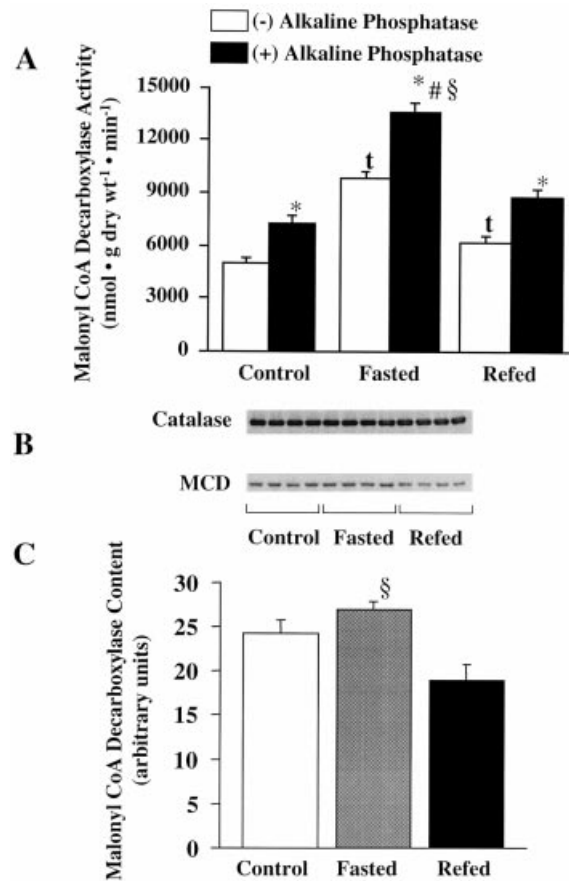 (-) Alkaline Phosphatase
(+) Alkaline Phosphatase
A
Malonyl CoA Decarboxylase Activity
(nmol • g dry wt-1 • min-1)
15000
12000
9000
6000
3000
0
*
t
* # §
t
*
Control Fasted Refed
B
Catalase
MCD
Control Fasted Refed
C
Malonyl CoA Decarboxylase Content
(arbitrary units)
30
25
20
15
10
5
0
§
Control Fasted Refed